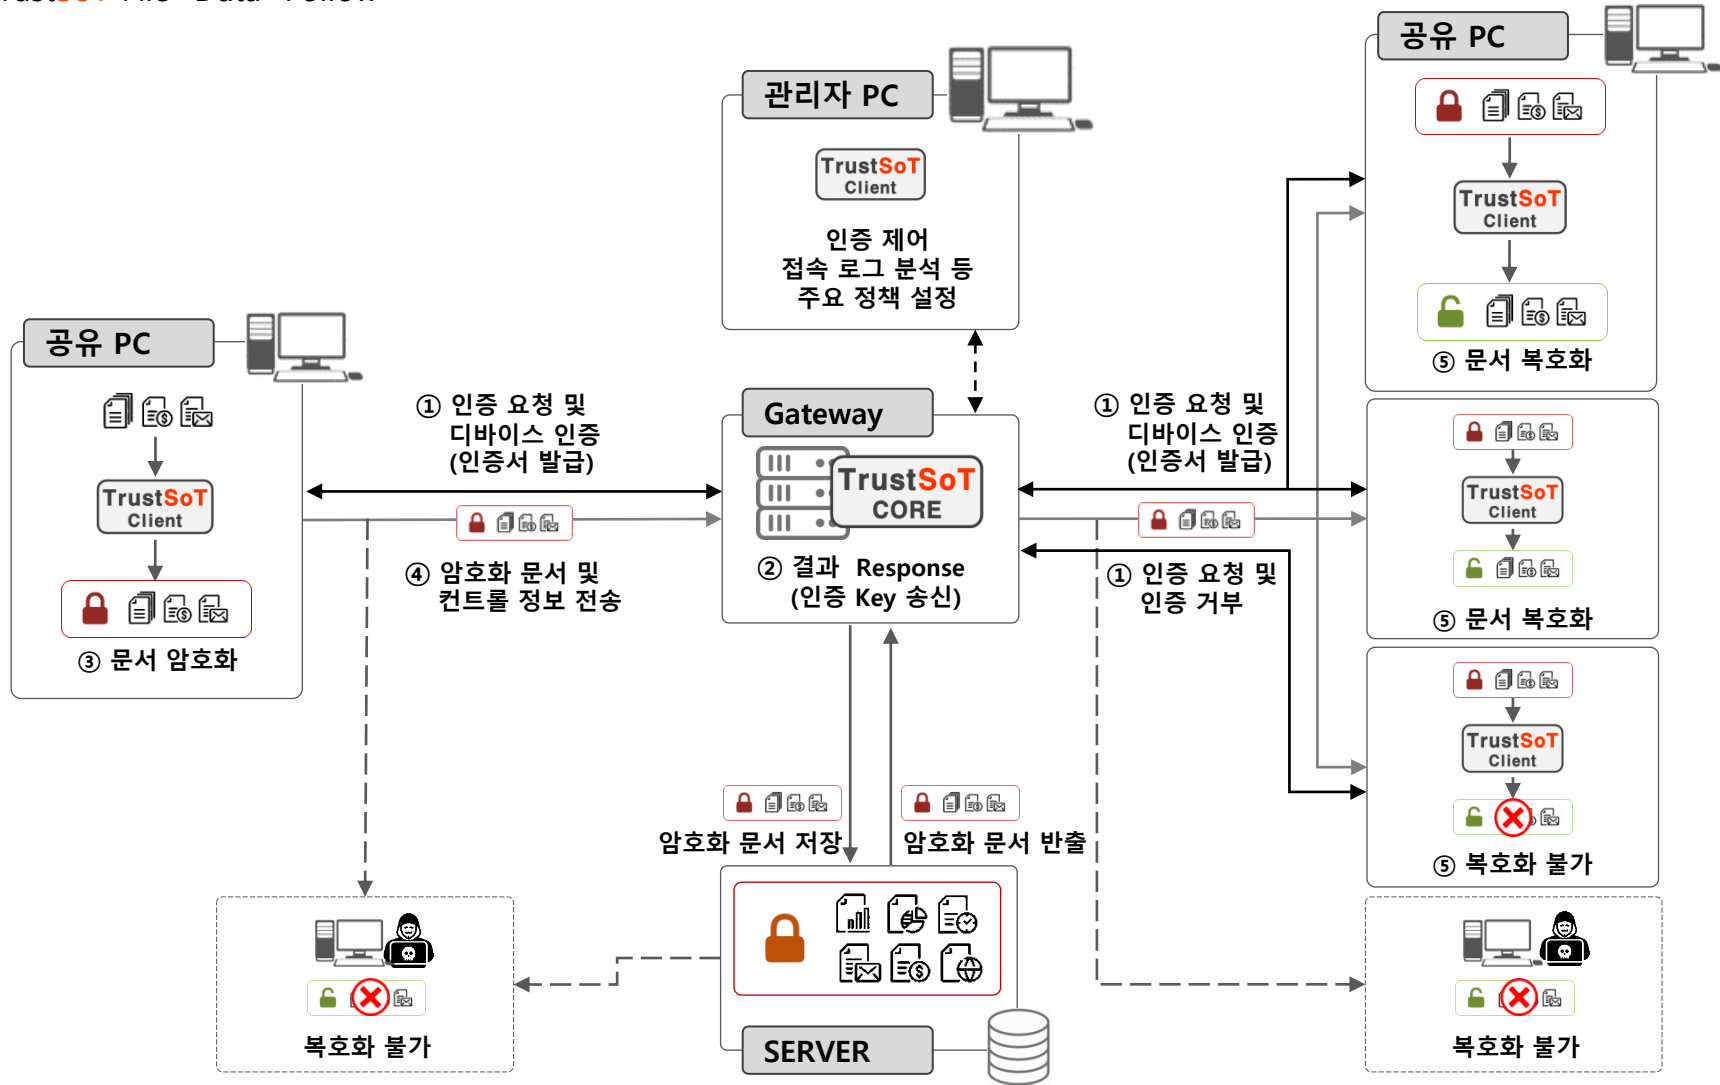 SoT File Data Follow
공유 PC
TrustSoT
Client
③ 문서 암호화
① 인증 요청 및
디바이스 인증
(인증서 발급)
④ 암호화 문서 및
컨트롤 정보 전송
관리자 PC
TrustSoT
Client
인증 제어
접속 로그 분석 등
주요 정책 설정
Gateway
TrustSoT
CORE
② 결과 Response
(인증 Key 송신)
암호화 문서 저장
암호화 문서 반출
SERVER
복호화 불가
① 인증 요청 및
디바이스 인증
(인증서 발급)
① 인증 요청 및
인증 거부
공유 PC
TrustSoT
Client
⑤ 문서 복호화
TrustSoT
Client
⑤ 문서 복호화
TrustSoT
Client
⑤ 복호화 불가
복호화 불가